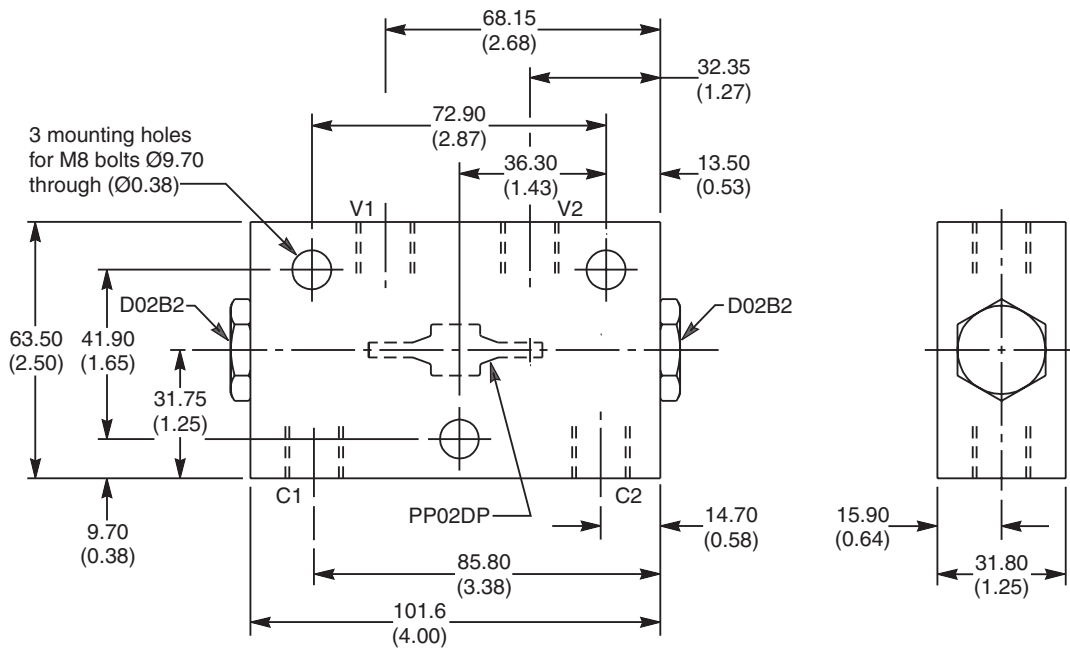 68.15
(2.68)
32.35
(1.27)
72.90
(2.87)
3 mounting holes
for M8 bolts Ø9.70
through (Ø0.38)
36.30
(1.43)
13.50
(0.53)
V1
V2
D02B2
D02B2
63.50
(2.50)
41.90
(1.65)
31.75
(1.25)
C1
C2
PP02DP
9.70
(0.38)
14.70
(0.58)
15.90
(0.64)
85.80
(3.38)
31.80
(1.25)
101.6
(4.00)